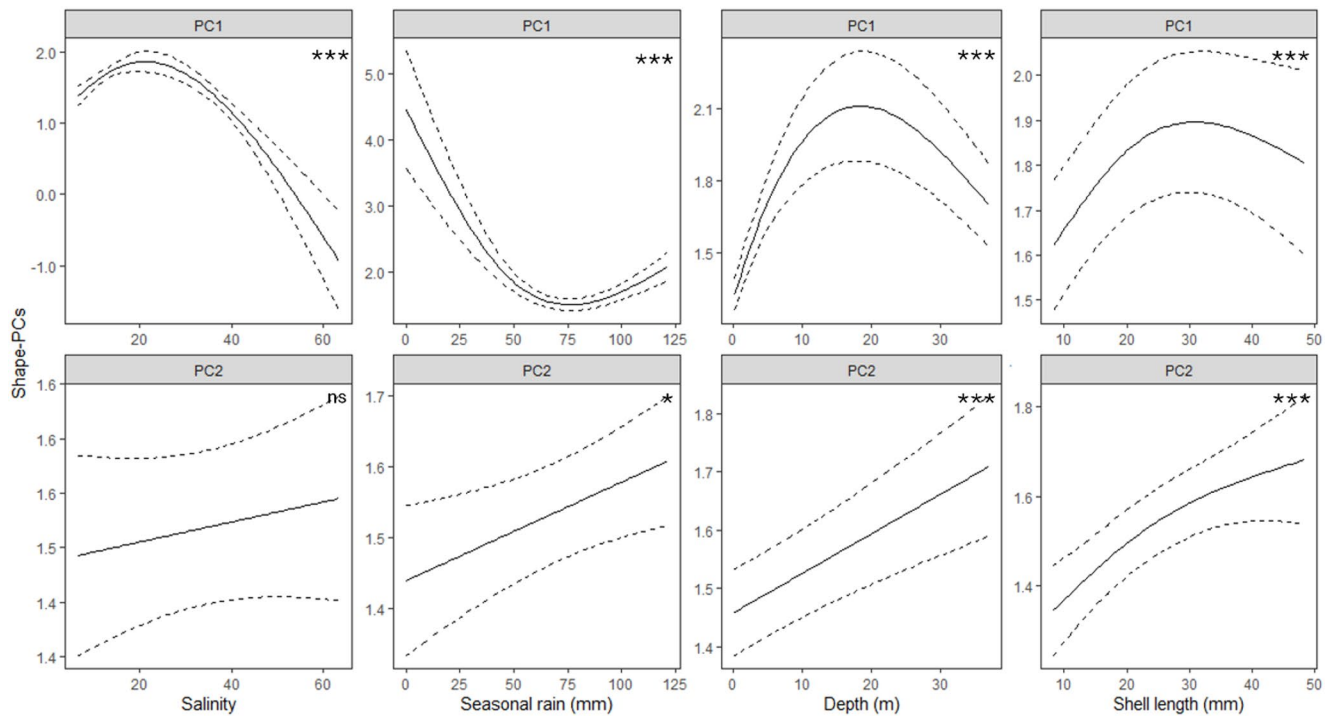 PC1 PC1 PC1 PC1
*** *** *** ***
2.0 1.0 0.0 -1.0
5.0 4.0 3.0 2.0
2.1 1.8 1.5
2.0 1.9 1.8 1.7 1.6 1.5
20 40 60
0 25 50 75 100 125
0 10 20 30
10 20 30 40 50
Shape-PCs
PC2 PC2 PC2 PC2
ns * *** ***
1.6 1.6 1.6 1.5 1.4 1.4
1.7 1.6 1.5 1.4
1.8 1.7 1.6 1.5 1.4
1.8 1.6 1.4
20 40 60
0 25 50 75 100 125
0 10 20 30
10 20 30 40 50
Salinity Seasonal rain (mm) Depth (m) Shell length (mm)